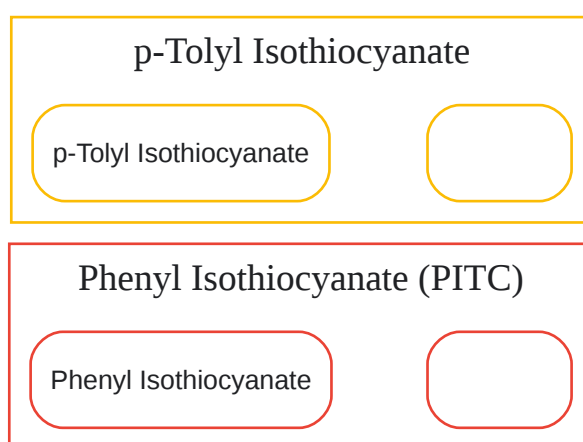 p-Tolyl Isothiocyanate
p-Tolyl Isothiocyanate
Phenyl Isothiocyanate (PITC)
Phenyl Isothiocyanate